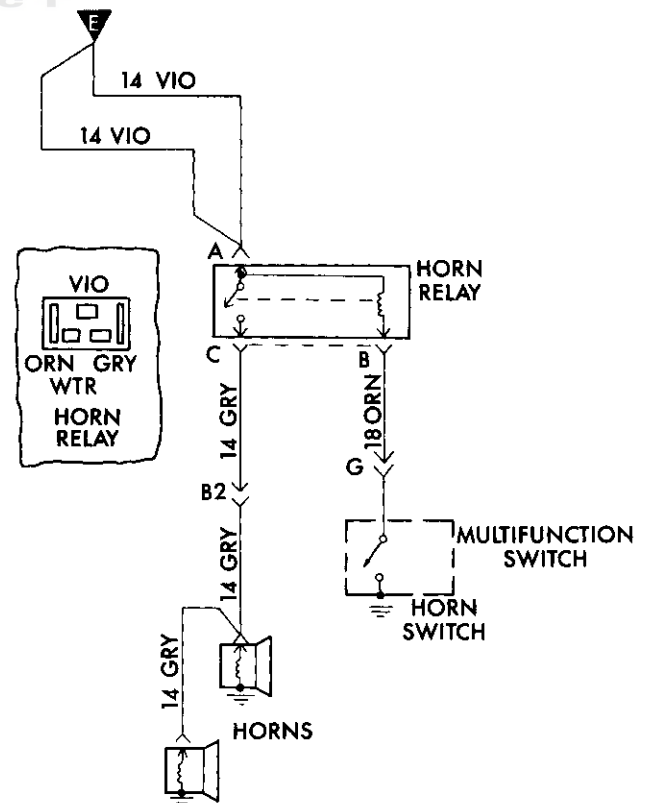 E
14 VIO
14 VIO
A
HORN
RELAY
VIO
ORN GRY
WTR
HORN
RELAY
C
B
14 GRY
18 ORN
G
B2
MULTIFUNCTION
SWITCH
14 GRY
HORN
SWITCH
14 GRY
HORNS